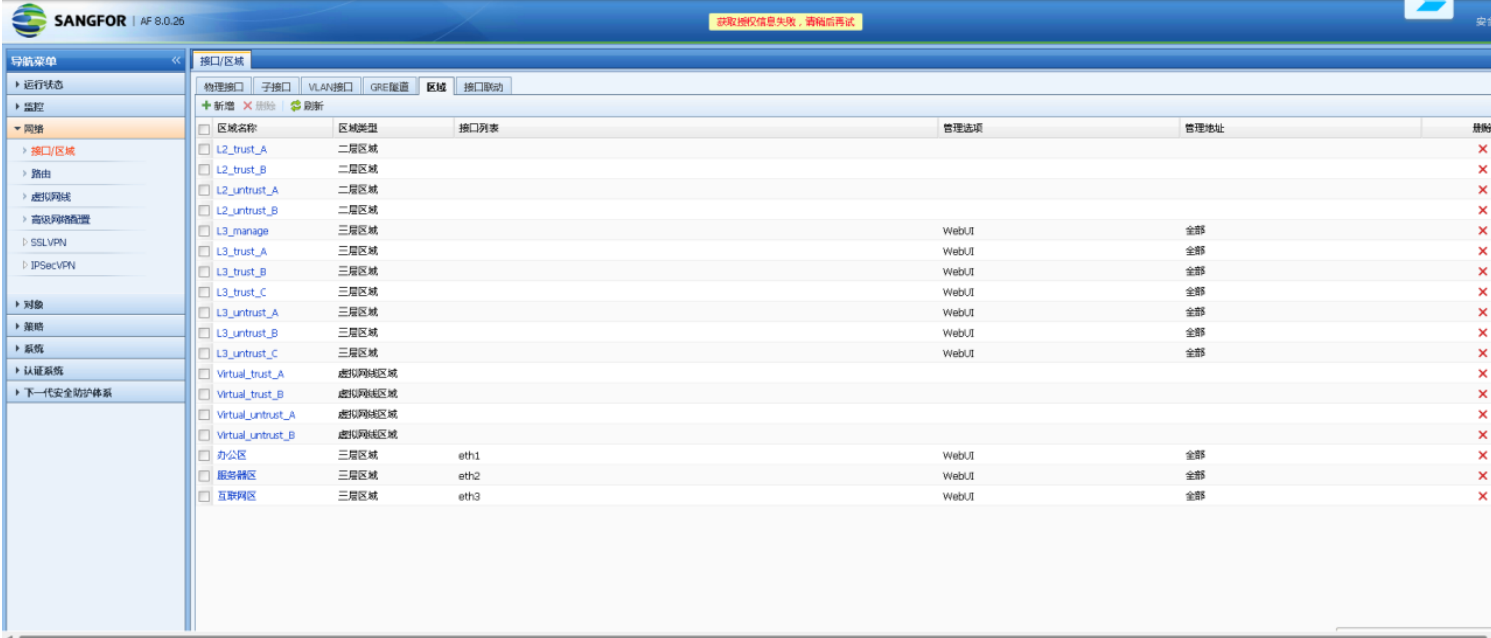 SANGFOR | AF 8.0.26
获取授权信息失败，请稍后再试
导航菜单
运行状态
监控
网络
接口/区域
路由
虚拟网线
高级网络配置
SSLVPN
IPSecVPN
对象
策略
系统
认证系统
下一代安全防护体系
接口/区域
物理接口 子接口 VLAN接口 GRE隧道 区域 接口联动
新增 删除 刷新
区域名称 区域类型 接口列表 管理选项 管理地址 删除
L2_trust_A 二层区域
L2_trust_B 二层区域
L2_untrust_A 二层区域
L2_untrust_B 二层区域
L3_manage 三层区域 WebUI 全部
L3_trust_A 三层区域 WebUI 全部
L3_trust_B 三层区域 WebUI 全部
L3_trust_C 三层区域 WebUI 全部
L3_untrust_A 三层区域 WebUI 全部
L3_untrust_B 三层区域 WebUI 全部
L3_untrust_C 三层区域 WebUI 全部
Virtual_trust_A 虚拟网线区域
Virtual_trust_B 虚拟网线区域
Virtual_untrust_A 虚拟网线区域
Virtual_untrust_B 虚拟网线区域
办公区 三层区域 eth1 WebUI 全部
服务器区 三层区域 eth2 WebUI 全部
互联网区 三层区域 eth3 WebUI 全部